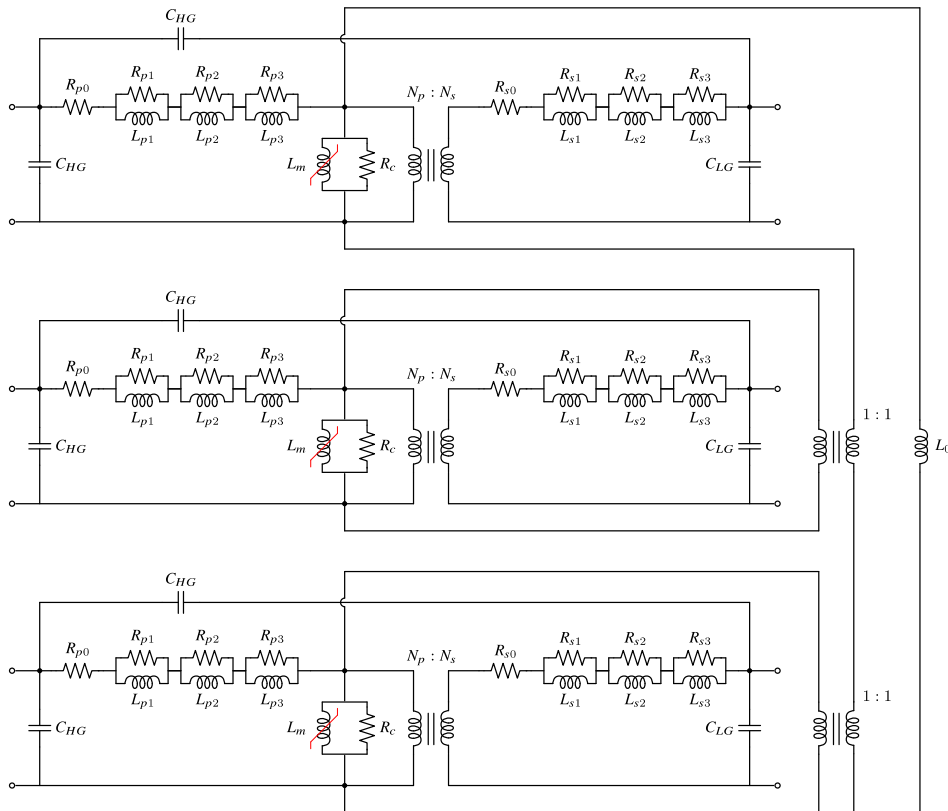 C_{HG}
R_{p0} R_{p1} R_{p2} R_{p3} N_p : N_s R_{s0} R_{s1} R_{s2} R_{s3}
L_{p1} L_{p2} L_{p3} L_{s1} L_{s2} L_{s3}
C_{HG} L_m R_c C_{LG}
C_{HG}
R_{p0} R_{p1} R_{p2} R_{p3} N_p : N_s R_{s0} R_{s1} R_{s2} R_{s3}
L_{p1} L_{p2} L_{p3} L_{s1} L_{s2} L_{s3} 1 : 1
C_{HG} L_m R_c C_{LG} L_0
C_{HG}
R_{p0} R_{p1} R_{p2} R_{p3} N_p : N_s R_{s0} R_{s1} R_{s2} R_{s3}
L_{p1} L_{p2} L_{p3} L_{s1} L_{s2} L_{s3} 1 : 1
C_{HG} L_m R_c C_{LG}